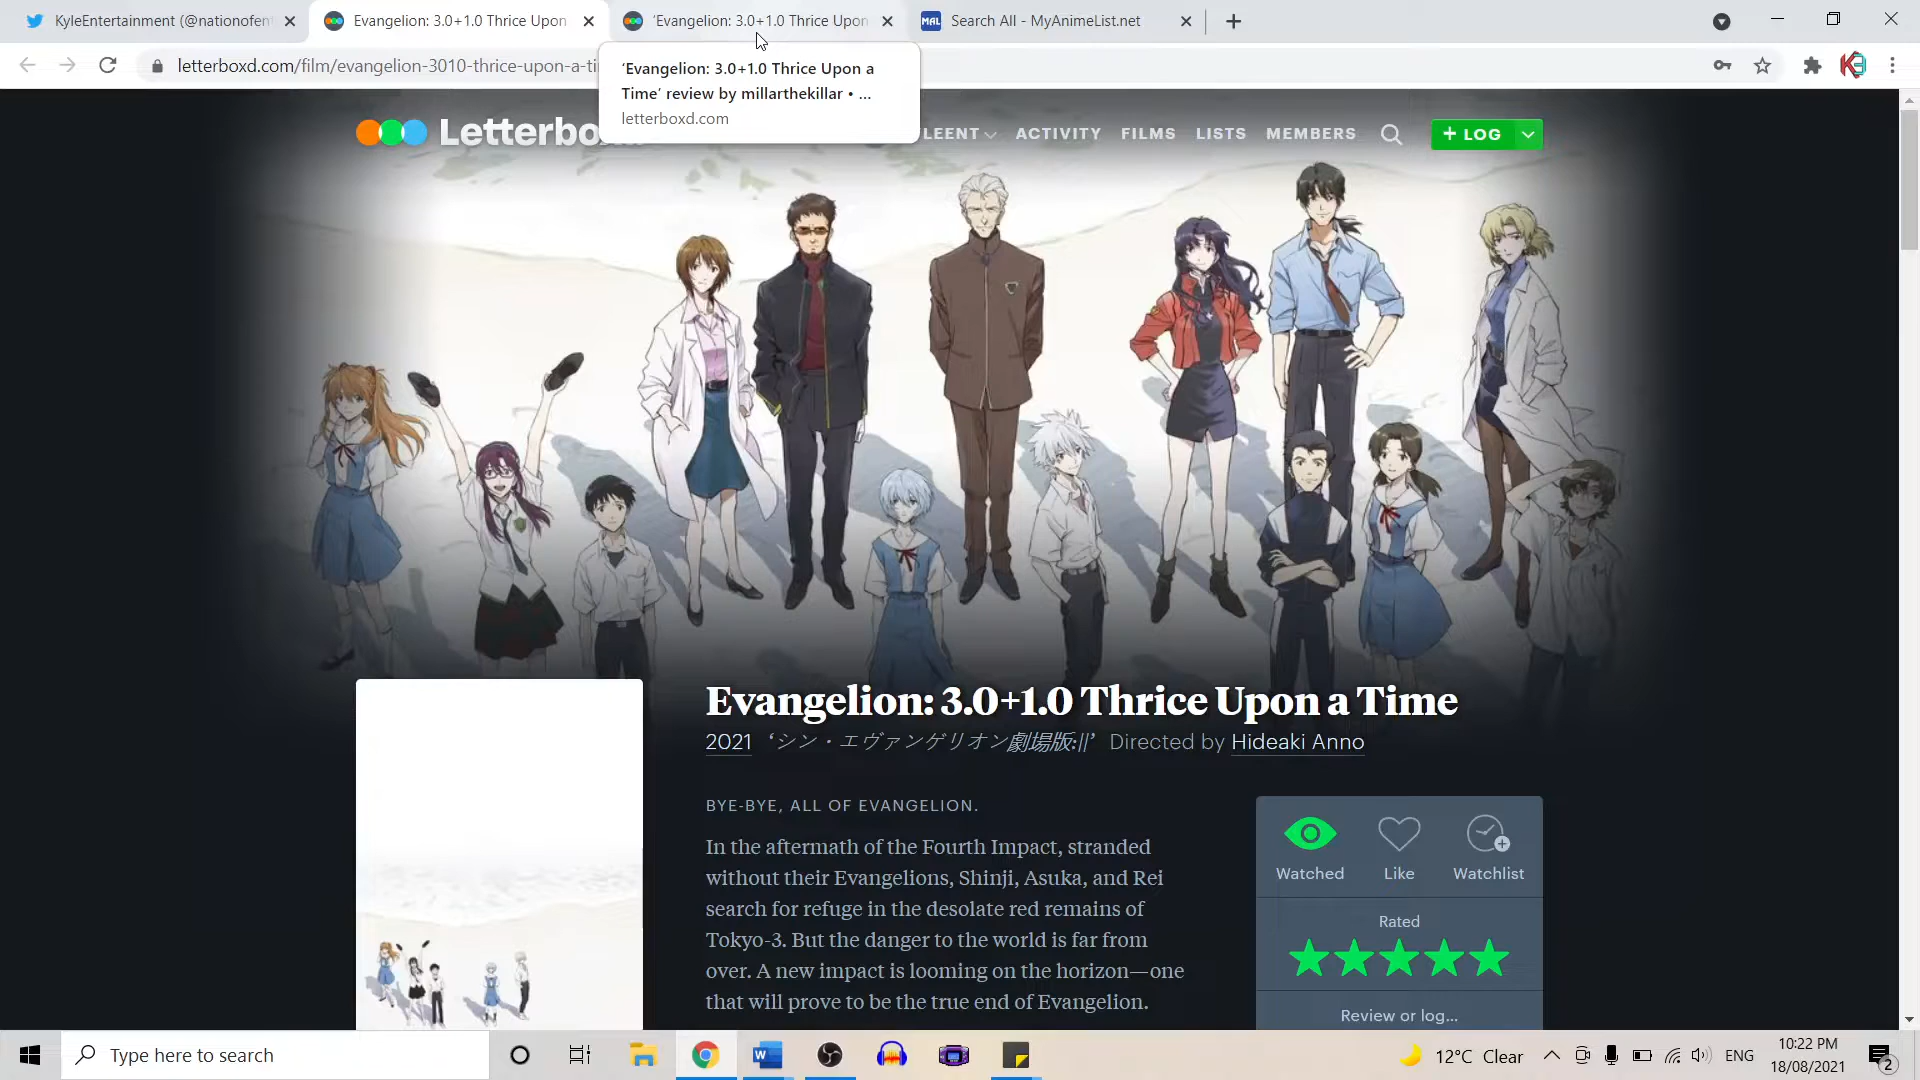 KyleEntertainment (@nationofen
Evangelion: 3.0+1.0 Thrice Upon
‘Evangelion: 3.0+1.0 Thrice Upon
MAL
Search All - MyAnimeList.net
letterboxd.com/film/evangelion-3010-thrice-upon-a-ti
‘Evangelion: 3.0+1.0 Thrice Upon a
Time’ review by millarthekillar • ...
letterboxd.com
Letterbo
LEENT
ACTIVITY
FILMS
LISTS
MEMBERS
+ LOG
Evangelion: 3.0+1.0 Thrice Upon a Time
2021 ‘シン・エヴァンゲリオン劇場版:||’ Directed by Hideaki Anno
BYE-BYE, ALL OF EVANGELION.
In the aftermath of the Fourth Impact, stranded
without their Evangelions, Shinji, Asuka, and Rei
search for refuge in the desolate red remains of
Tokyo-3. But the danger to the world is far from
over. A new impact is looming on the horizon—one
that will prove to be the true end of Evangelion.
Watched
Like
Watchlist
Rated
Review or log...
Type here to search
12°C Clear
ENG
10:22 PM
18/08/2021
2